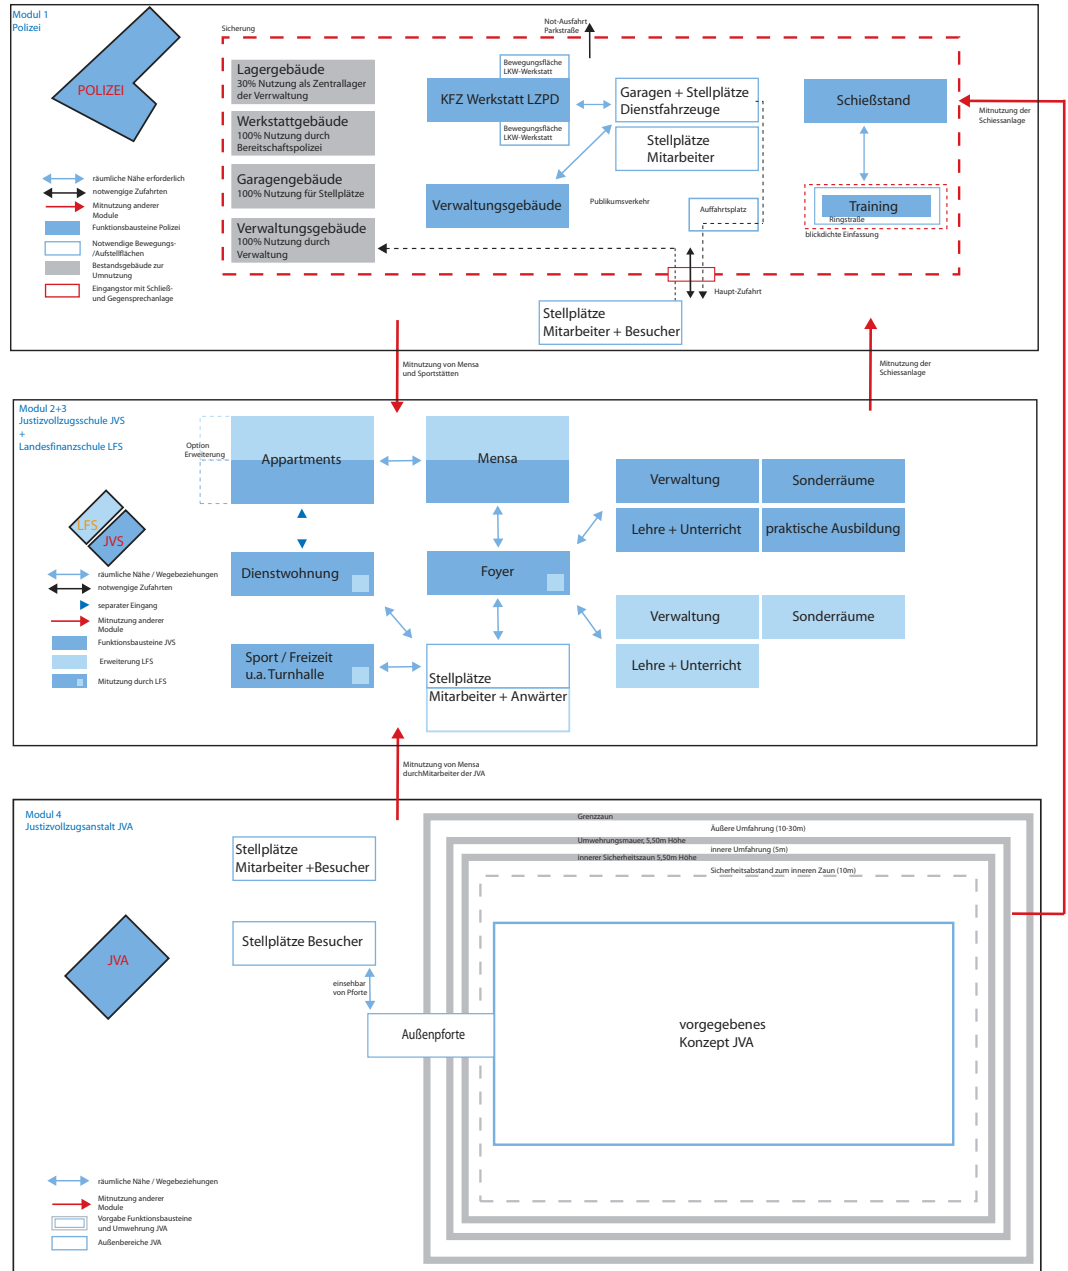 Modul 1
Polizei
POLIZEI
räumliche Nähe erforderlich
notwengige Zufahrten
Mitnutzung anderer
Module
Funktionsbausteine Polizei
Notwendige Bewegungs-
/Aufstellflächen
Bestandsgebäude zur
Umnutzung
Eingangstor mit Schließ-
und Gegensprechanlage
Sicherung
Not-Ausfahrt
Parkstraße
Lagergebäude
30% Nutzung als Zentrallager
der Verrwaltung
Werkstattgebäude
100% Nutzung durch
Bereitschaftspolizei
Garagengebäude
100% Nutzung für Stellplätze
Verwaltungsgebäude
100% Nutzung durch
Verwaltung
Bewegungsfläche
LKW-Werkstatt
KFZ Werkstatt LZPD
Bewegungsfläche
LKW-Werkstatt
Garagen + Stellplätze
Dienstfahrzeuge
Stellplätze
Mitarbeiter
Verwaltungsgebäude
Publikumsverkehr
Auffahrtsplatz
Schießstand
Training
Ringstraße
blickdichte Einfassung
Mitnutzung der
Schiessanlage
Haupt-Zufahrt
Stellplätze
Mitarbeiter + Besucher
Mitnutzung von Mensa
und Sportstätten
Mitnutzung der
Schiessanlage
Modul 2+3
Justizvollzugsschule JVS
+
Landesfinanzschule LFS
LFS
JVS
räumliche Nähe / Wegebeziehungen
notwengige Zufahrten
separater Eingang
Mitnutzung anderer
Module
Funktionsbausteine JVS
Erweiterung LFS
Mitutzung durch LFS
Option
Erweiterung
Appartments
Mensa
Dienstwohnung
Foyer
Sport / Freizeit
u.a. Turnhalle
Stellplätze
Mitarbeiter + Anwärter
Verwaltung
Sonderräume
Lehre + Unterricht
praktische Ausbildung
Verwaltung
Sonderräume
Lehre + Unterricht
Mitnutzung von Mensa
durchMitarbeiter der JVA
Modul 4
Justizvollzugsanstalt JVA
JVA
räumliche Nähe / Wegebeziehungen
Mitnutzung anderer
Module
Vorgabe Funktionsbausteine
und Umwehrung JVA
Außenbereiche JVA
Stellplätze
Mitarbeiter +Besucher
Stellplätze Besucher
einsehbar
von Pforte
Außenpforte
Grenzzaun
Äußere Umfahrung (10-30m)
Umwehrungsmauer, 5,50m Höhe
innere Umfahrung (5m)
innerer Sicherheitszaun 5,50m Höhe
Sicherheitsabstand zum inneren Zaun (10m)
vorgegebenes
Konzept JVA